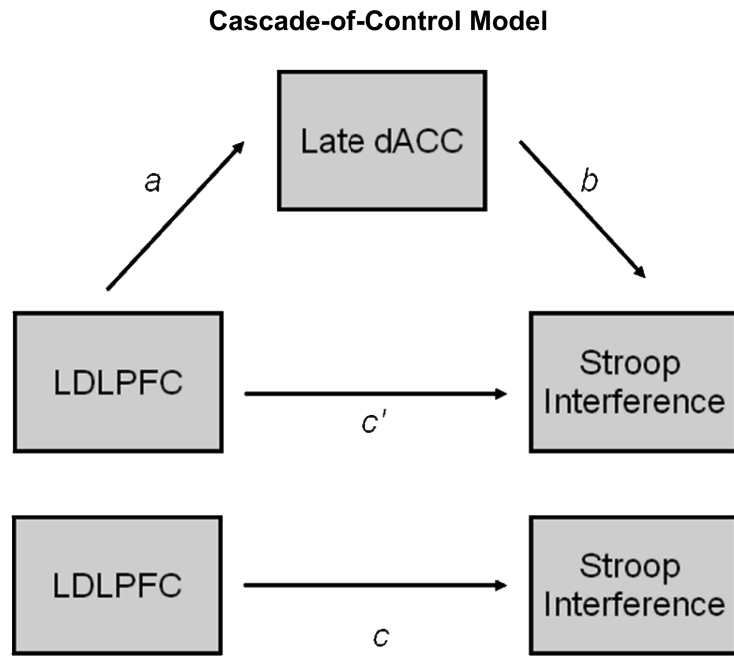 Cascade-of-Control Model
Late dACC
a
b
LDLPFC
Stroop
Interference
c'
LDLPFC
Stroop
Interference
c